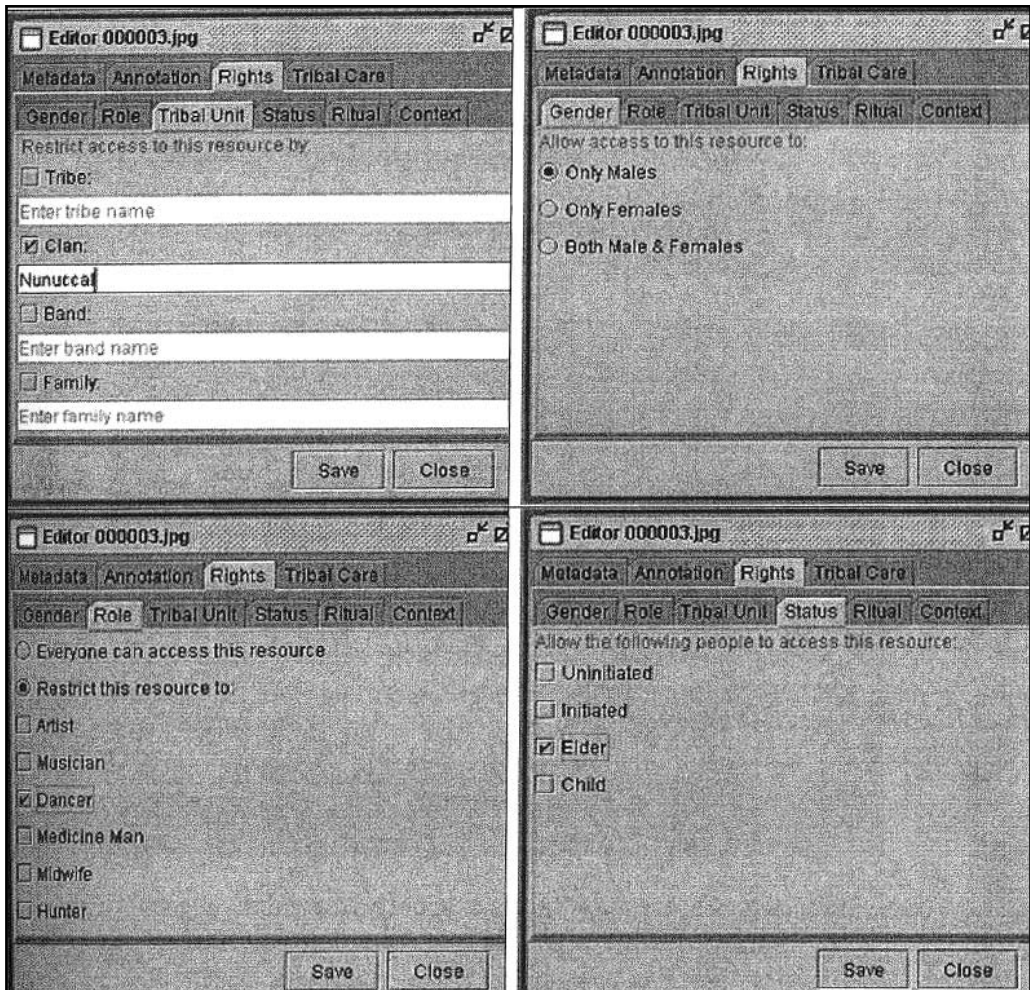 Editor 000003.jpg
Metadata Annotation Rights Tribal Care
Gender Role Tribal Unit Status Ritual Context
Restrict access to this resource by
Tribe:
Enter tribe name
Clan:
Nunuccal
Band:
Enter band name
Family:
Enter family name
Save Close
Editor 000003.jpg
Metadata Annotation Rights Tribal Care
Gender Role Tribal Unit Status Ritual Context
Allow access to this resource to:
Only Males
Only Females
Both Male & Females
Save Close
Editor 000003.jpg
Metadata Annotation Rights Tribal Care
Gender Role Tribal Unit Status Ritual Context
Everyone can access this resource
Restrict this resource to:
Artist
Musician
Dancer
Medicine Man
Midwife
Hunter
Save Close
Editor 000003.jpg
Metadata Annotation Rights Tribal Care
Gender Role Tribal Unit Status Ritual Context
Allow the following people to access this resource:
Uninitiated
Initiated
Elder
Child
Save Close